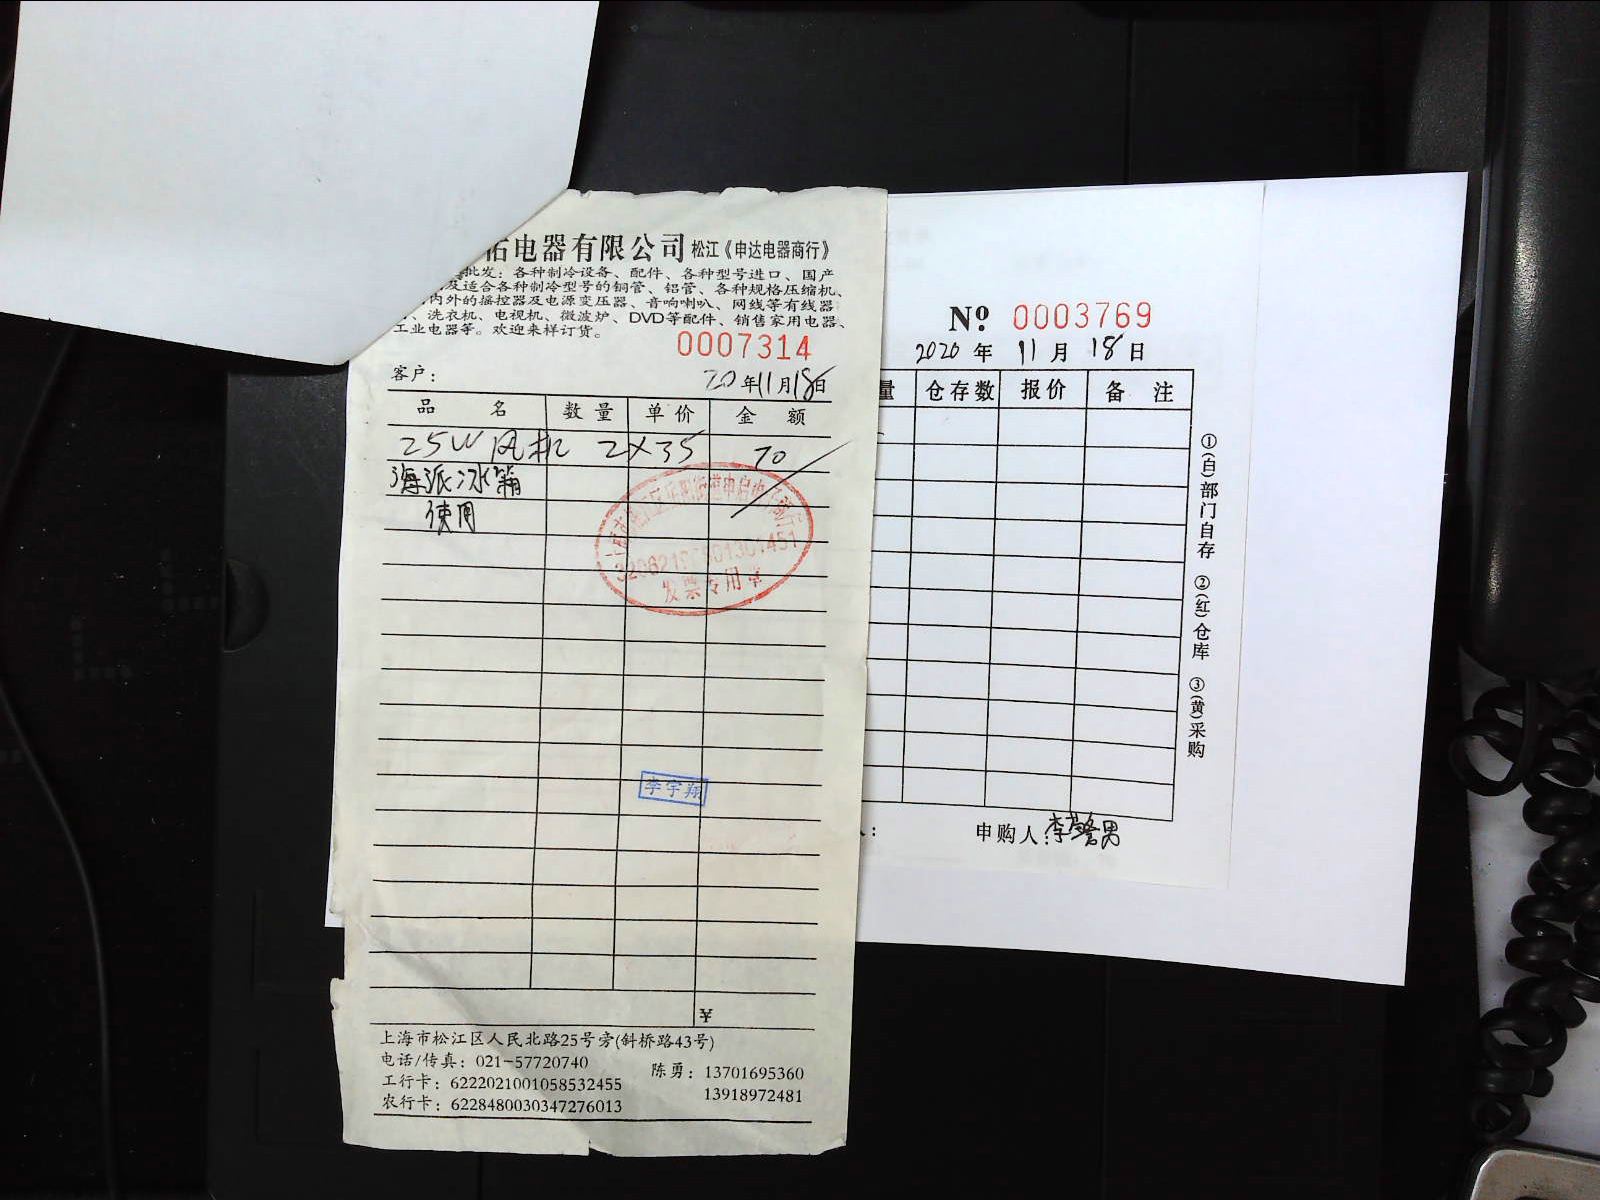 佑电器有限公司 松江《申达电器商行》
批发：各种制冷设备、配件、各种型号进口、国产
及适合各种制冷型号的铜管、铝管、各种规格压缩机、
内外的摇控器及电源变压器、音响喇叭、网线等有线器
、洗衣机、电视机、微波炉、DVD等配件、销售家用电器、
工业电器等。欢迎来样订货。
0007314
客户：
20年11月18日
品 名 数量 单价 金 额
25W风机 2×35 70
海派冰箱
使用
发票专用章
李宇翔
¥
上海市松江区人民北路25号旁(斜桥路43号)
电话/传真：021-57720740
陈勇：13701695360
工行卡：6222021001058532455
13918972481
农行卡：6228480030347276013
Nº 0003769
2020年 11月 18日
量 仓存数 报价 备 注
①(白)部门自存 ②(红)仓库 ③(黄)采购
申购人：